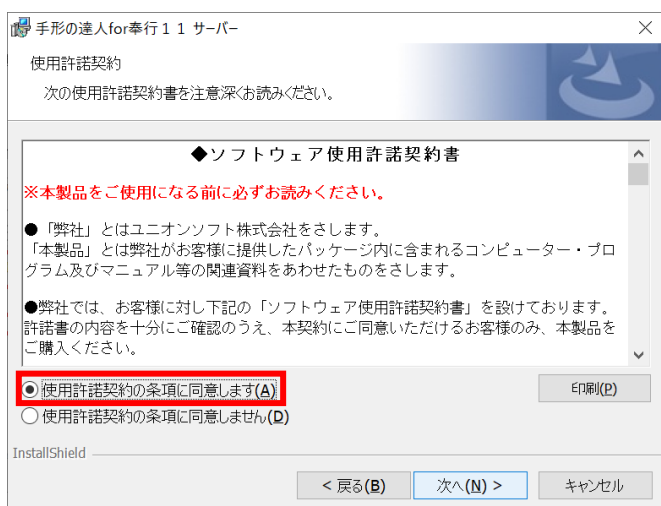 手形の達人for奉行１１ サーバー
使用許諾契約
次の使用許諾契約書を注意深くお読みください。
◆ソフトウェア使用許諾契約書
※本製品をご使用になる前に必ずお読みください。
●「弊社」とはユニオンソフト株式会社をさします。
「本製品」とは弊社がお客様に提供したパッケージ内に含まれるコンピューター・プロ
グラム及びマニュアル等の関連資料をあわせたものをさします。
●弊社では、お客様に対し下記の「ソフトウェア使用許諾契約書」を設けております。
許諾書の内容を十分にご確認のうえ、本契約にご同意いただけるお客様のみ、本製品を
ご購入ください。
使用許諾契約の条項に同意します(A)
印刷(P)
使用許諾契約の条項に同意しません(D)
InstallShield
< 戻る(B)
次へ(N) >
キャンセル